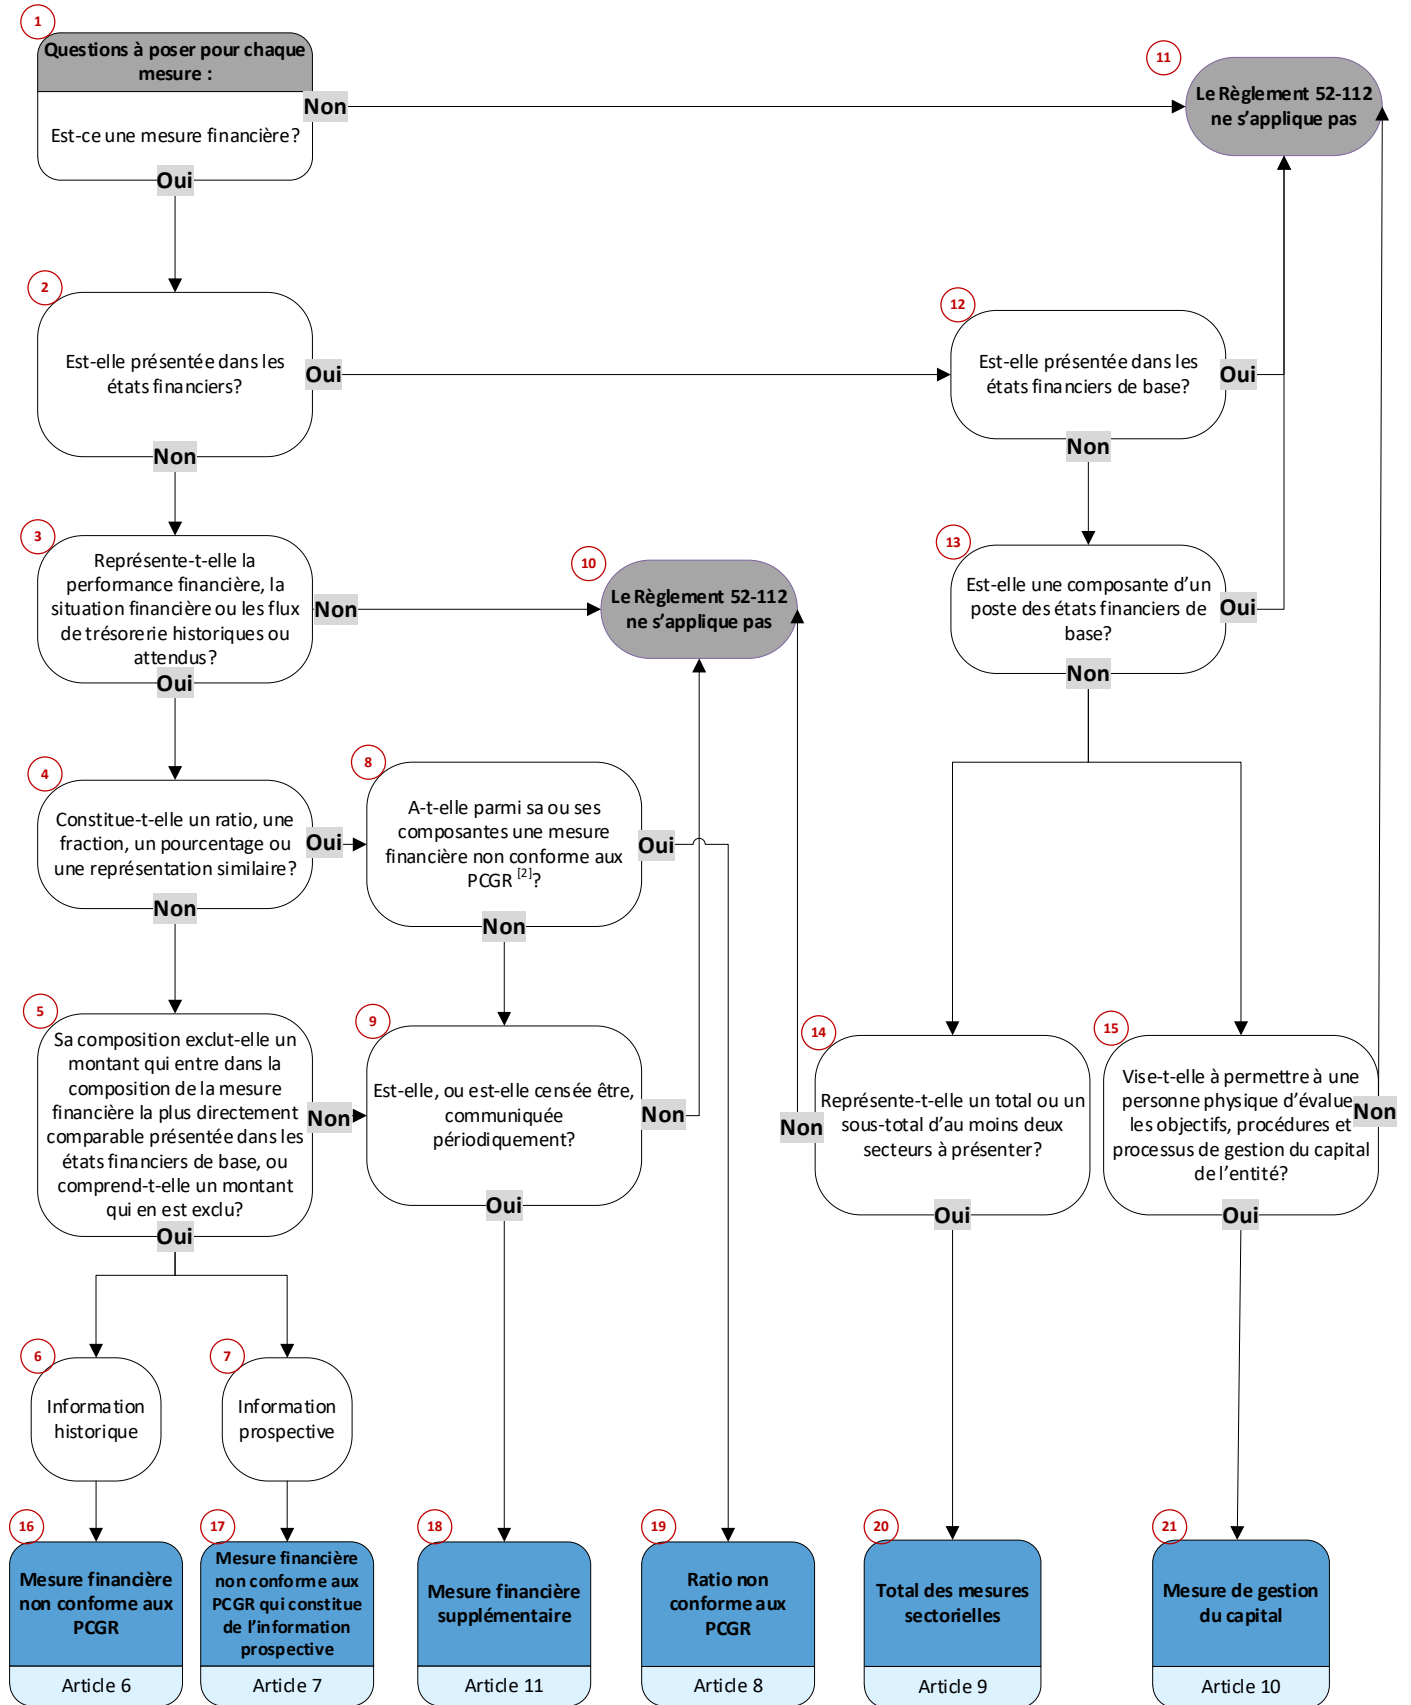 1
Questions à poser pour chaque
mesure :
Est-ce une mesure financière?
Non
Oui
11
Le Règlement 52-112
ne s'applique pas
2
Est-elle présentée dans les
états financiers?
Oui
Non
12
Est-elle présentée dans les
états financiers de base?
Oui
Non
3
Représente-t-elle la
performance financière, la
situation financière ou les flux
de trésorerie historiques ou
attendus?
Non
Oui
10
Le Règlement 52-112
ne s'applique pas
13
Est-elle une composante d'un
poste des états financiers de
base?
Oui
Non
4
Constitue-t-elle un ratio, une
fraction, un pourcentage ou
une représentation similaire?
Oui
Non
8
A-t-elle parmi sa ou ses
composantes une mesure
financière non conforme aux
PCGR [2]?
Oui
Non
5
Sa composition exclut-elle un
montant qui entre dans la
composition de la mesure
financière la plus directement
comparable présentée dans les
états financiers de base, ou
comprend-t-elle un montant
qui en est exclu?
Non
Oui
9
Est-elle, ou est-elle censée être,
communiquée
périodiquement?
Non
Oui
14
Représente-t-elle un total ou un
sous-total d'au moins deux
secteurs à présenter?
Non
Oui
15
Vise-t-elle à permettre à une
personne physique d'évalue
les objectifs, procédures et
processus de gestion du capital
de l'entité?
Non
Oui
6
Information
historique
7
Information
prospective
16
Mesure financière
non conforme aux
PCGR
Article 6
17
Mesure financière
non conforme aux
PCGR qui constitue
de l'information
prospective
Article 7
18
Mesure financière
supplémentaire
Article 11
19
Ratio non
conforme aux
PCGR
Article 8
20
Total des mesures
sectorielles
Article 9
21
Mesure de gestion
du capital
Article 10